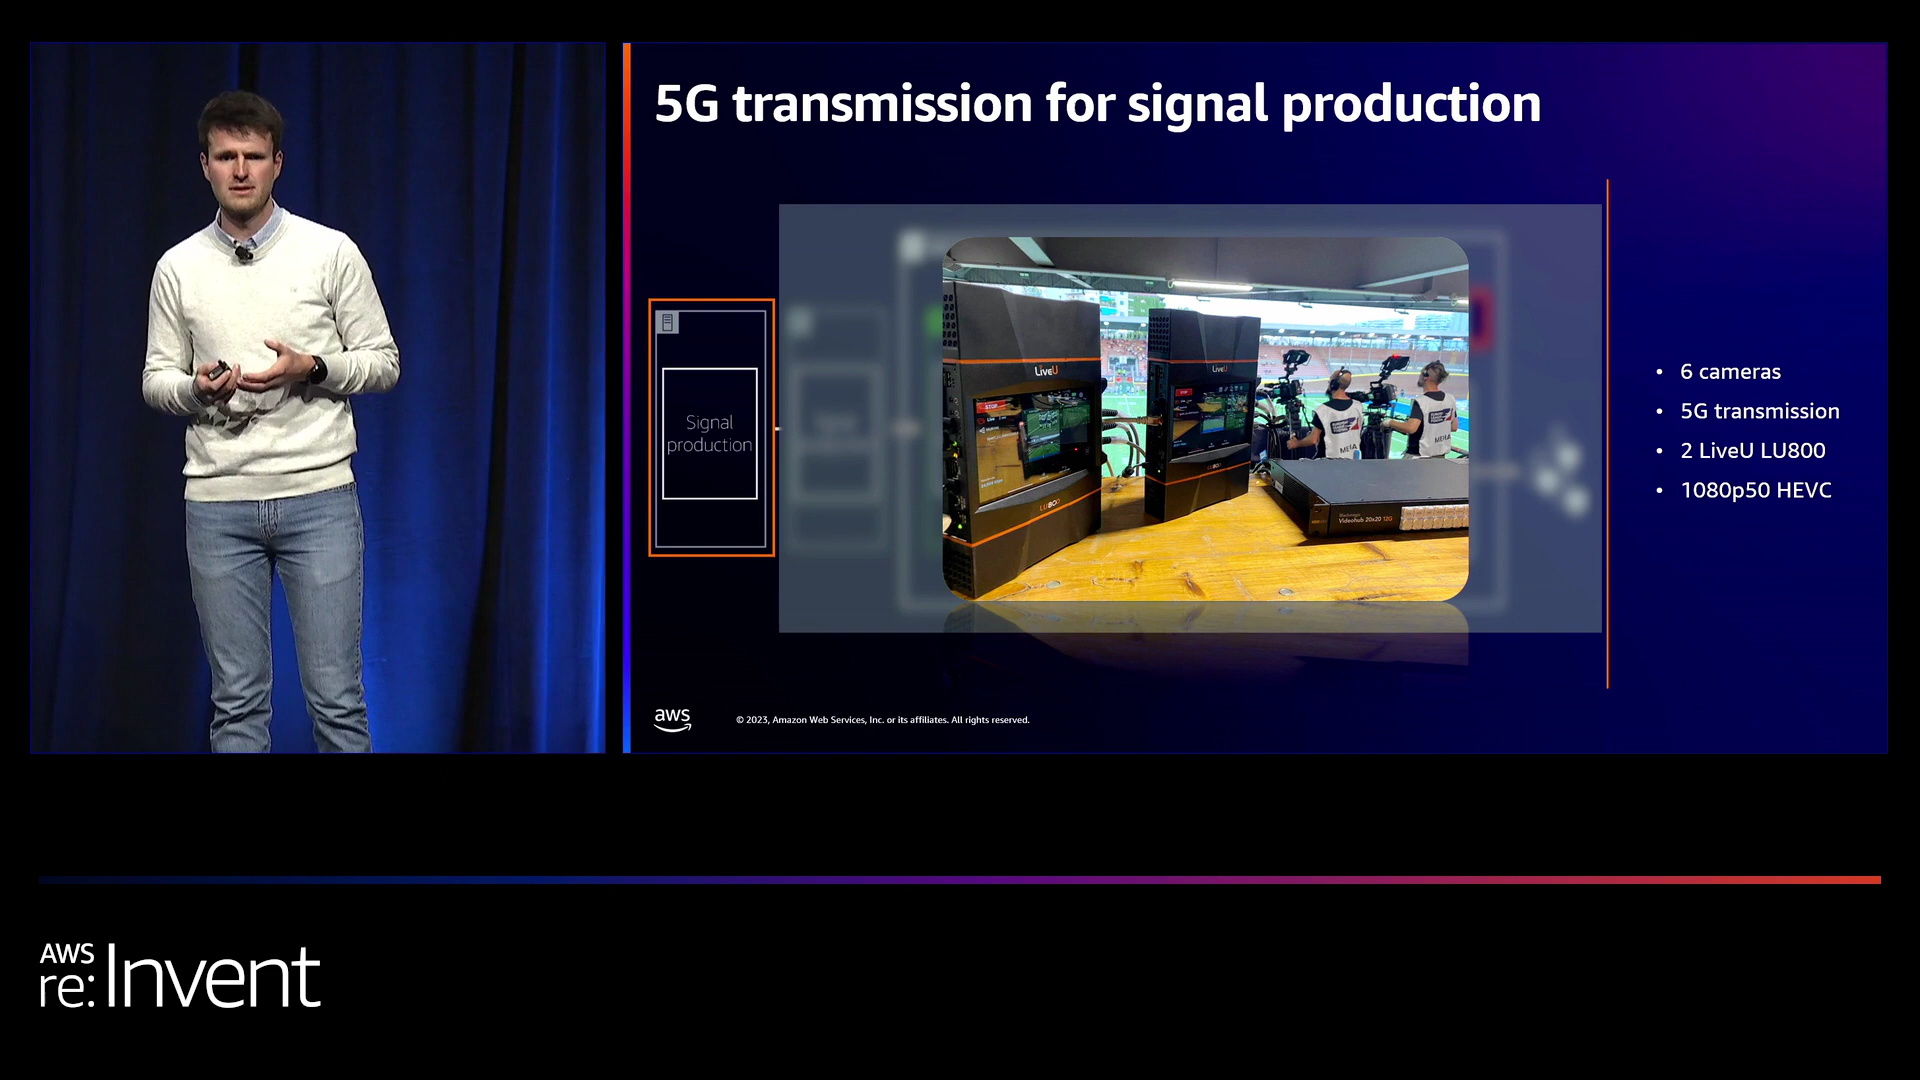 5G transmission for signal production
Signal
production
LiveU
LU800
LiveU
LU800
STOP
MEDIA
MEDIA
Videohub 20x20 12G
• 6 cameras
• 5G transmission
• 2 LiveU LU800
• 1080p50 HEVC
aws
© 2023, Amazon Web Services, Inc. or its affiliates. All rights reserved.
AWS
re:Invent